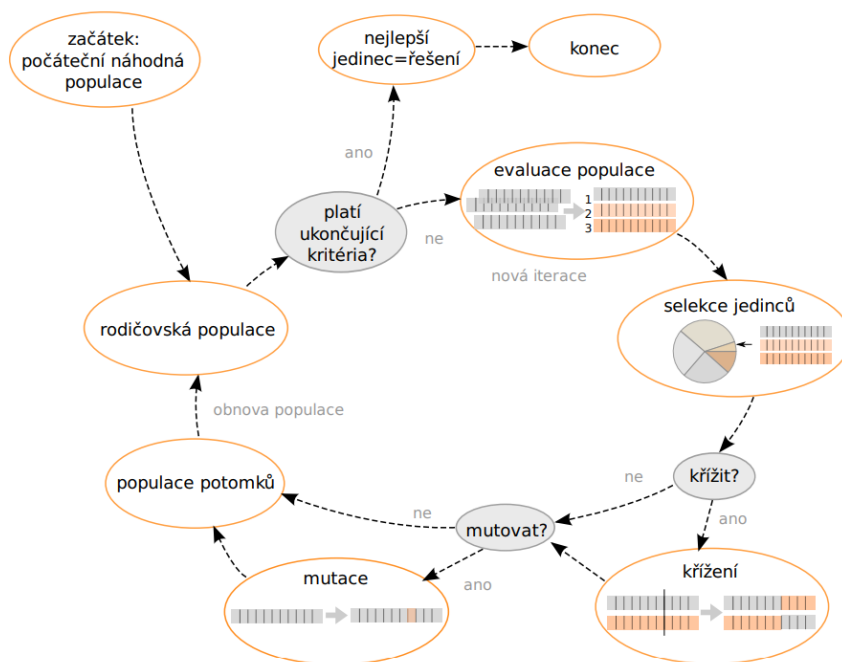 začátek:
počáteční náhodná
populace
nejlepší
jedinec=řešení
konec
ano
evaluace populace
1
2
3
platí
ukončující
kritéria?
ne
nová iterace
selekce jedinců
rodičovská populace
obnova populace
populace potomků
ne
křížit?
ano
ne
mutovat?
ano
mutace
křížení